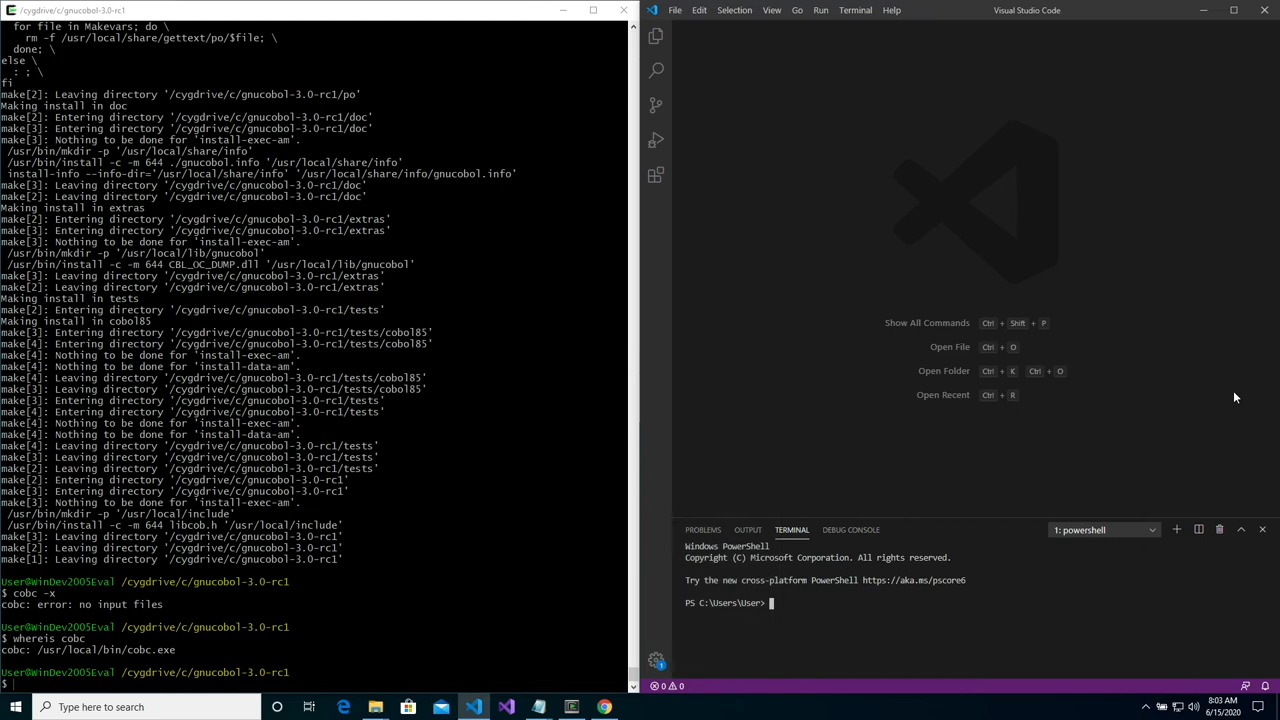 /cygdrive/c/gnucobol-3.0-rc1
for file in Makevars; do \
rm -f /usr/local/share/gettext/po/$file; \
done; \
else \
: ; \
fi
make[2]: Leaving directory '/cygdrive/c/gnucobol-3.0-rc1/po'
Making install in doc
make[2]: Entering directory '/cygdrive/c/gnucobol-3.0-rc1/doc'
make[3]: Entering directory '/cygdrive/c/gnucobol-3.0-rc1/doc'
make[3]: Nothing to be done for 'install-exec-am'.
/usr/bin/mkdir -p '/usr/local/share/info'
/usr/bin/install -c -m 644 ./gnucobol.info '/usr/local/share/info'
install-info --info-dir='/usr/local/share/info' '/usr/local/share/info/gnucobol.info'
make[3]: Leaving directory '/cygdrive/c/gnucobol-3.0-rc1/doc'
make[2]: Leaving directory '/cygdrive/c/gnucobol-3.0-rc1/doc'
Making install in extras
make[2]: Entering directory '/cygdrive/c/gnucobol-3.0-rc1/extras'
make[3]: Entering directory '/cygdrive/c/gnucobol-3.0-rc1/extras'
make[3]: Nothing to be done for 'install-exec-am'.
/usr/bin/mkdir -p '/usr/local/lib/gnucobol'
/usr/bin/install -c -m 644 CBL_OC_DUMP.dll '/usr/local/lib/gnucobol'
make[3]: Leaving directory '/cygdrive/c/gnucobol-3.0-rc1/extras'
make[2]: Leaving directory '/cygdrive/c/gnucobol-3.0-rc1/extras'
Making install in tests
make[2]: Entering directory '/cygdrive/c/gnucobol-3.0-rc1/tests'
Making install in cobol85
make[3]: Entering directory '/cygdrive/c/gnucobol-3.0-rc1/tests/cobol85'
make[4]: Entering directory '/cygdrive/c/gnucobol-3.0-rc1/tests/cobol85'
make[4]: Nothing to be done for 'install-exec-am'.
make[4]: Nothing to be done for 'install-data-am'.
make[4]: Leaving directory '/cygdrive/c/gnucobol-3.0-rc1/tests/cobol85'
make[3]: Leaving directory '/cygdrive/c/gnucobol-3.0-rc1/tests/cobol85'
make[3]: Entering directory '/cygdrive/c/gnucobol-3.0-rc1/tests'
make[4]: Entering directory '/cygdrive/c/gnucobol-3.0-rc1/tests'
make[4]: Nothing to be done for 'install-exec-am'.
make[4]: Nothing to be done for 'install-data-am'.
make[4]: Leaving directory '/cygdrive/c/gnucobol-3.0-rc1/tests'
make[3]: Leaving directory '/cygdrive/c/gnucobol-3.0-rc1/tests'
make[2]: Leaving directory '/cygdrive/c/gnucobol-3.0-rc1/tests'
make[2]: Entering directory '/cygdrive/c/gnucobol-3.0-rc1'
make[3]: Entering directory '/cygdrive/c/gnucobol-3.0-rc1'
make[3]: Nothing to be done for 'install-exec-am'.
/usr/bin/mkdir -p '/usr/local/include'
/usr/bin/install -c -m 644 libcob.h '/usr/local/include'
make[3]: Leaving directory '/cygdrive/c/gnucobol-3.0-rc1'
make[2]: Leaving directory '/cygdrive/c/gnucobol-3.0-rc1'
make[1]: Leaving directory '/cygdrive/c/gnucobol-3.0-rc1'
User@WinDev2005Eval /cygdrive/c/gnucobol-3.0-rc1
$ cobc -x
cobc: error: no input files
User@WinDev2005Eval /cygdrive/c/gnucobol-3.0-rc1
$ whereis cobc
cobc: /usr/local/bin/cobc.exe
User@WinDev2005Eval /cygdrive/c/gnucobol-3.0-rc1
$
File Edit Selection View Go Run Terminal Help Visual Studio Code
Show All Commands Ctrl + Shift + P
Open File Ctrl + O
Open Folder Ctrl + K Ctrl + O
Open Recent Ctrl + R
PROBLEMS OUTPUT TERMINAL DEBUG CONSOLE 1: powershell
Windows PowerShell
Copyright (C) Microsoft Corporation. All rights reserved.
Try the new cross-platform PowerShell https://aka.ms/pscore6
PS C:\Users\User>
1
0 0
Type here to search
8:03 AM
6/15/2020